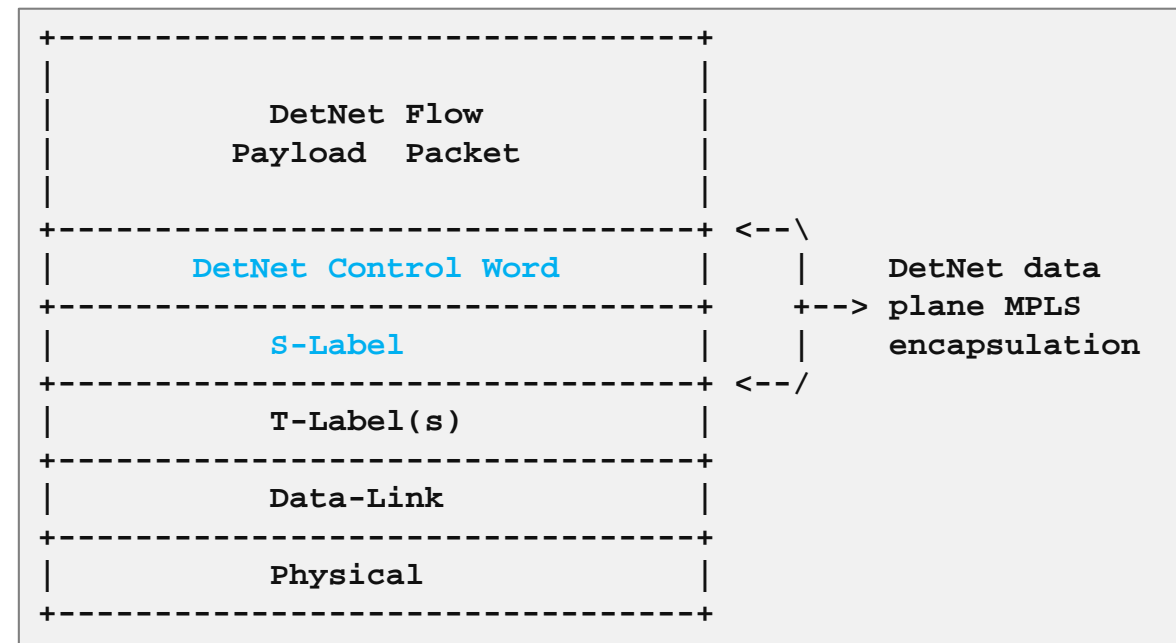 +---------------------------------+
|                                 |
|           DetNet Flow           |
|         Payload  Packet         |
|                                 |
+---------------------------------+ <--\
|       DetNet Control Word       |    |    DetNet data
+---------------------------------+    +--> plane MPLS
|           S-Label               |    |    encapsulation
+---------------------------------+ <--/
|           T-Label(s)            |
+---------------------------------+
|           Data-Link             |
+---------------------------------+
|           Physical              |
+---------------------------------+